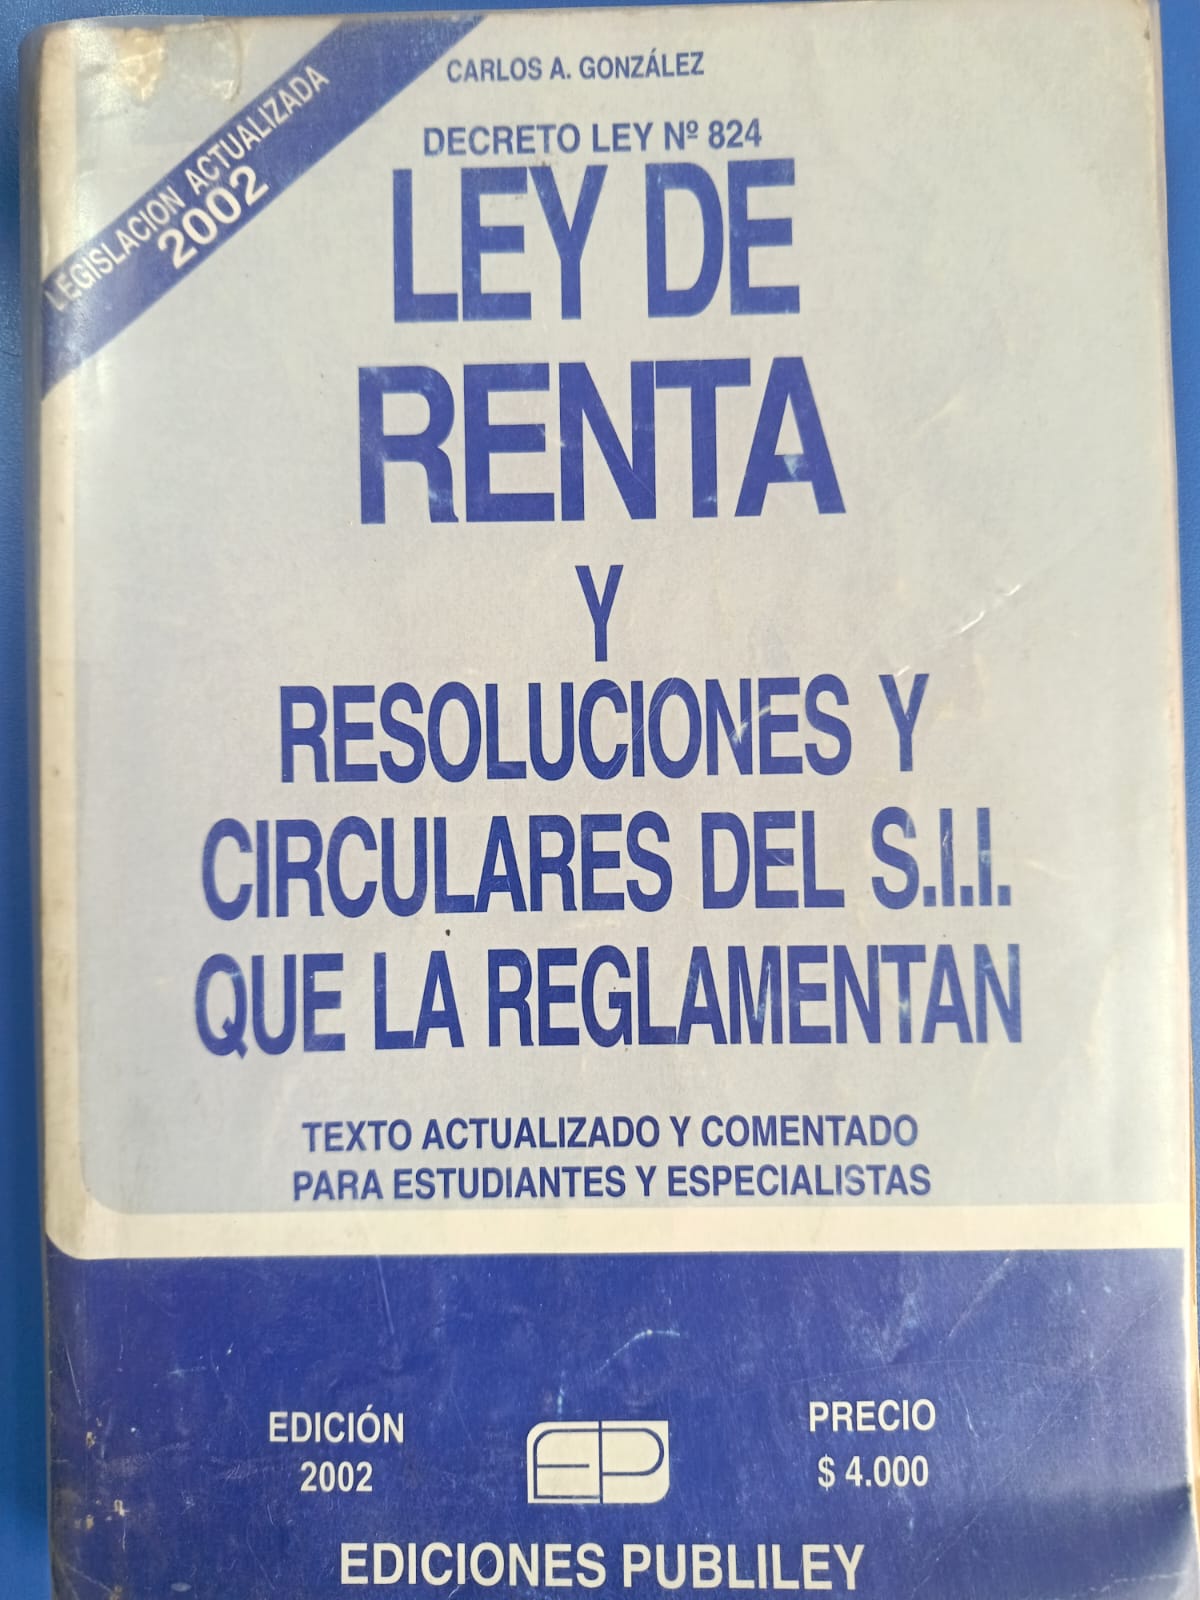 LEGISLACION ACTUALIZADA
2002
CARLOS A. GONZÁLEZ
DECRETO LEY Nº 824
LEY DE
RENTA
Y
RESOLUCIONES Y
CIRCULARES DEL S.I.I.
QUE LA REGLAMENTAN
TEXTO ACTUALIZADO Y COMENTADO
PARA ESTUDIANTES Y ESPECIALISTAS
EDICIÓN
2002
EP
PRECIO
$ 4.000
EDICIONES PUBLILEY